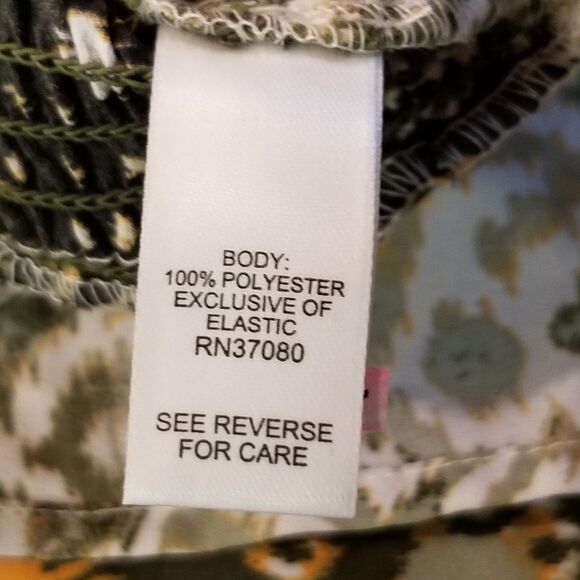 BODY:
100% POLYESTER
EXCLUSIVE OF
ELASTIC
RN37080
SEE REVERSE
FOR CARE